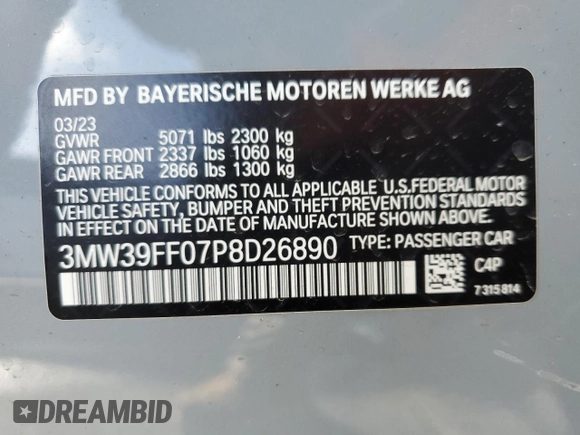 MFD BY BAYERISCHE MOTOREN WERKE AG
03/23
GVWR 5071 lbs 2300 kg
GAWR FRONT 2337 lbs 1060 kg
GAWR REAR 2866 lbs 1300 kg
THIS VEHICLE CONFORMS TO ALL APPLICABLE U.S.FEDERAL MOTOR
VEHICLE SAFETY, BUMPER AND THEFT PREVENTION STANDARDS
IN EFFECT ON THE DATE OF MANUFACTURE SHOWN ABOVE.
3MW39FF07P8D26890 TYPE: PASSENGER CAR
C4P
7315814
DREAMBID